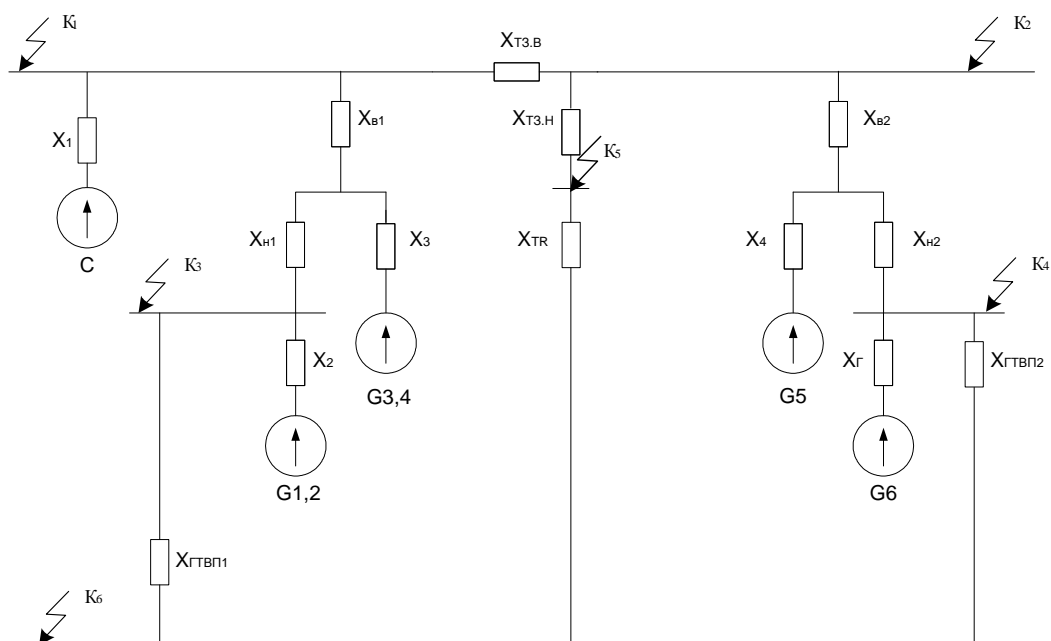 K1
K2
XТ3.В
X1
Xв1
XТ3.Н
Xв2
K5
C
Xн1
X3
XTR
X4
Xн2
K3
K4
X2
XГ
XГТВП2
G3,4
G5
G1,2
G6
XГТВП1
K6